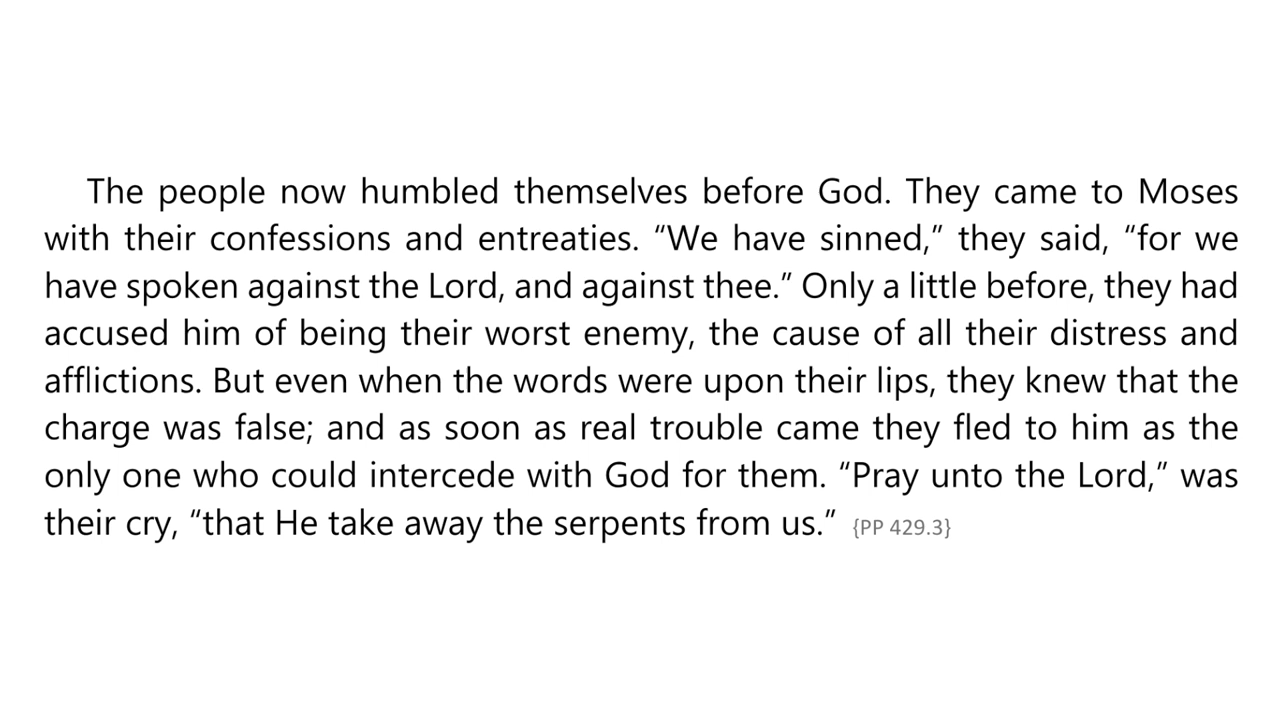 The people now humbled themselves before God. They came to Moses
with their confessions and entreaties. “We have sinned,” they said, “for we
have spoken against the Lord, and against thee.” Only a little before, they had
accused him of being their worst enemy, the cause of all their distress and
afflictions. But even when the words were upon their lips, they knew that the
charge was false; and as soon as real trouble came they fled to him as the
only one who could intercede with God for them. “Pray unto the Lord,” was
their cry, “that He take away the serpents from us.” {PP 429.3}